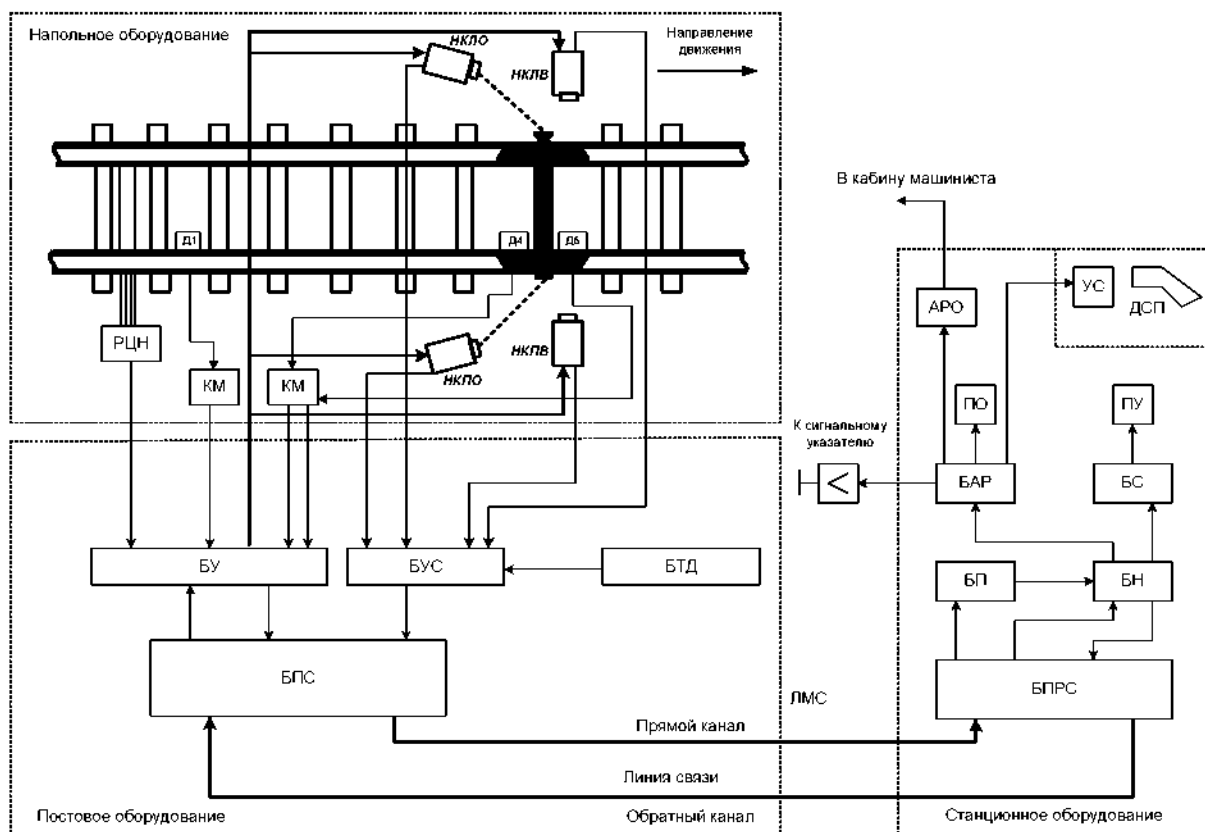 Напольное оборудование
НКЛО
НКЛВ
Направление
движения
Д1
Д4
Д5
РЦН
КМ
КМ
НКЛО
НКЛВ
В кабину машиниста
АРО
УС
ДСП
ПО
ПУ
К сигнальному
указателю
БАР
БС
БУ
БУС
БТД
БП
БН
БПС
БПРС
ЛМС
Прямой канал
Линия связи
Постовое оборудование
Обратный канал
Станционное оборудование